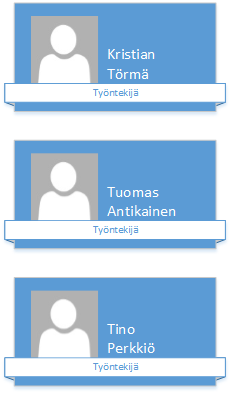 Kristian
Törmä
Työntekijä
Tuomas
Antikainen
Työntekijä
Tino
Perkkiö
Työntekijä